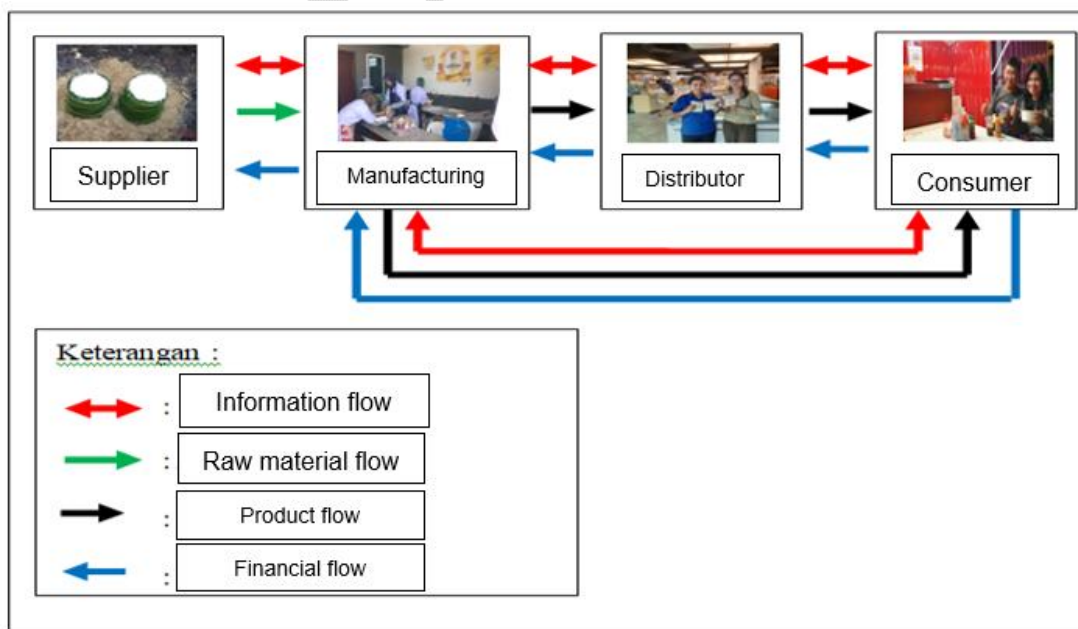 Supplier
Manufacturing
Distributor
Consumer
Keterangan :
: Information flow
: Raw material flow
: Product flow
: Financial flow